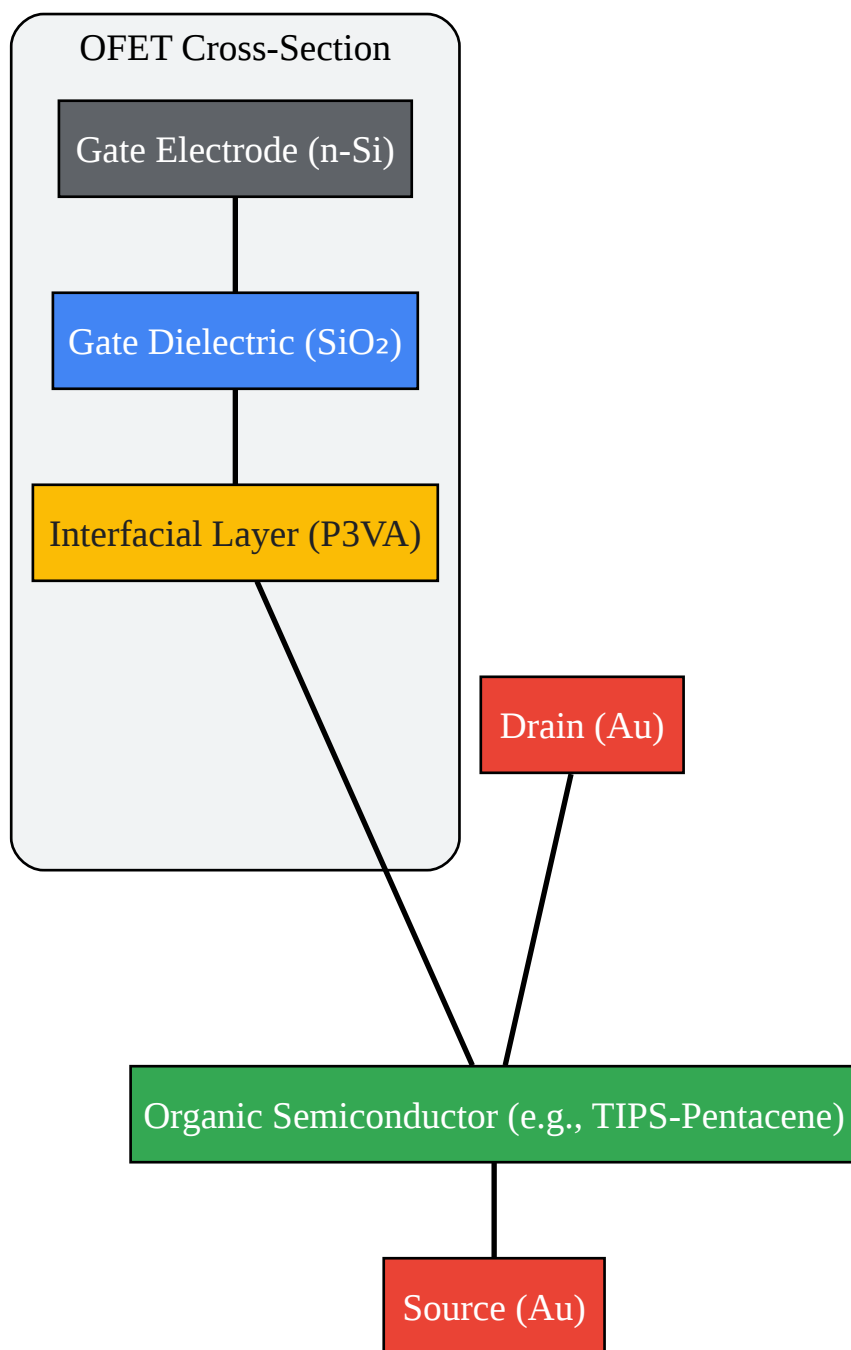 OFET Cross-Section
Gate Electrode (n-Si)
Gate Dielectric (SiO₂)
Interfacial Layer (P3VA)
Drain (Au)
Organic Semiconductor (e.g., TIPS-Pentacene)
Source (Au)